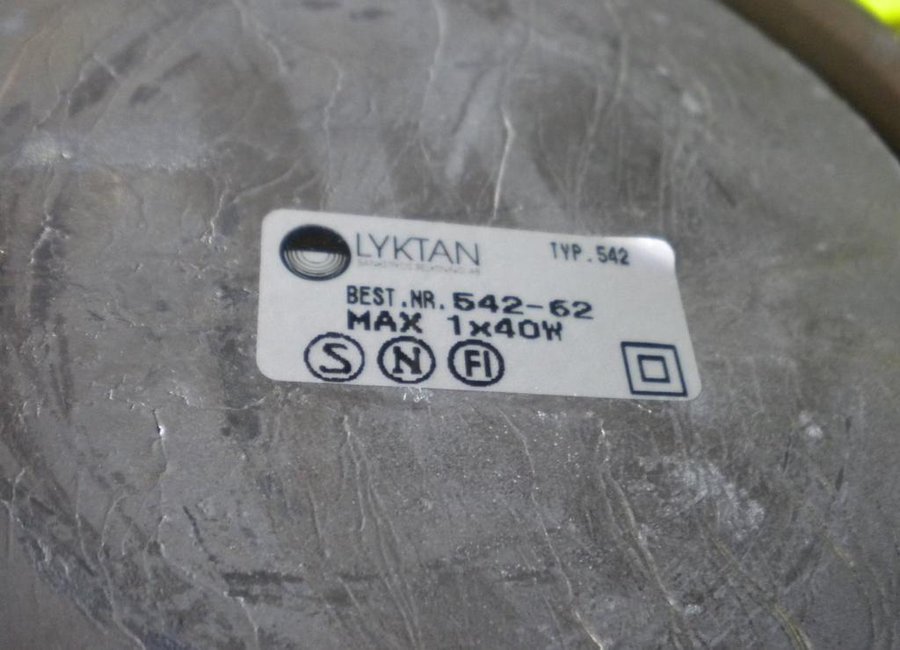 LYKTAN
TYP.542
BEST.NR. 542-62
MAX 1x40W
S N FI